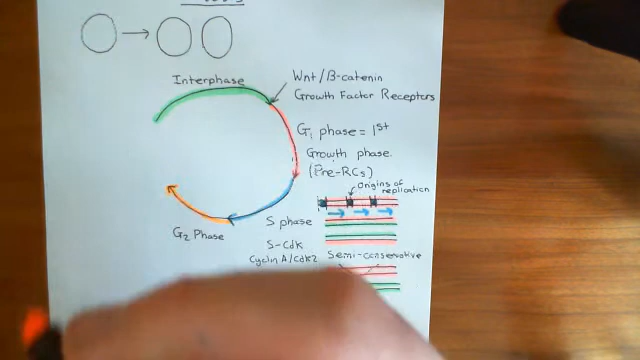 Interphase
Wnt/β-catenin
Growth Factor Receptors
G₁ phase = 1st
Growth phase.
(Pre-RCs)
Origins of
replication
S phase
S-Cdk
Cyclin A/Cdk2
Semi-conservative
G₂ Phase